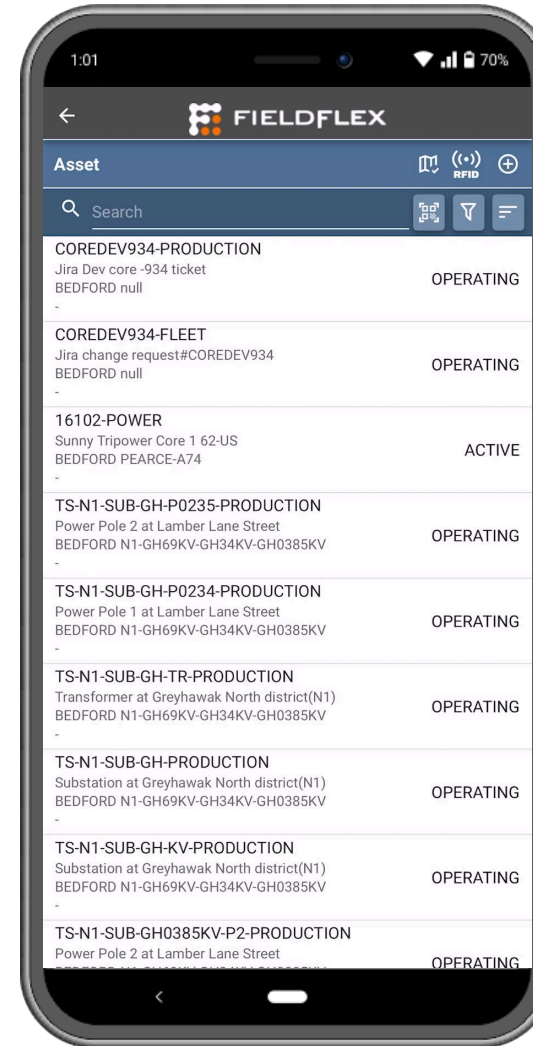 1:01
70%
FIELDFLEX
Asset
RFID
Search
COREDEV934-PRODUCTION
Jira Dev core -934 ticket
BEDFORD null
-
OPERATING
COREDEV934-FLEET
Jira change request#COREDEV934
BEDFORD null
-
OPERATING
16102-POWER
Sunny Tripower Core 1 62-US
BEDFORD PEARCE-A74
-
ACTIVE
TS-N1-SUB-GH-P0235-PRODUCTION
Power Pole 2 at Lamber Lane Street
BEDFORD N1-GH69KV-GH34KV-GH0385KV
-
OPERATING
TS-N1-SUB-GH-P0234-PRODUCTION
Power Pole 1 at Lamber Lane Street
BEDFORD N1-GH69KV-GH34KV-GH0385KV
-
OPERATING
TS-N1-SUB-GH-TR-PRODUCTION
Transformer at Greyhawak North district(N1)
BEDFORD N1-GH69KV-GH34KV-GH0385KV
-
OPERATING
TS-N1-SUB-GH-PRODUCTION
Substation at Greyhawak North district(N1)
BEDFORD N1-GH69KV-GH34KV-GH0385KV
-
OPERATING
TS-N1-SUB-GH-KV-PRODUCTION
Substation at Greyhawak North district(N1)
BEDFORD N1-GH69KV-GH34KV-GH0385KV
-
OPERATING
TS-N1-SUB-GH0385KV-P2-PRODUCTION
Power Pole 2 at Lamber Lane Street
OPERATING